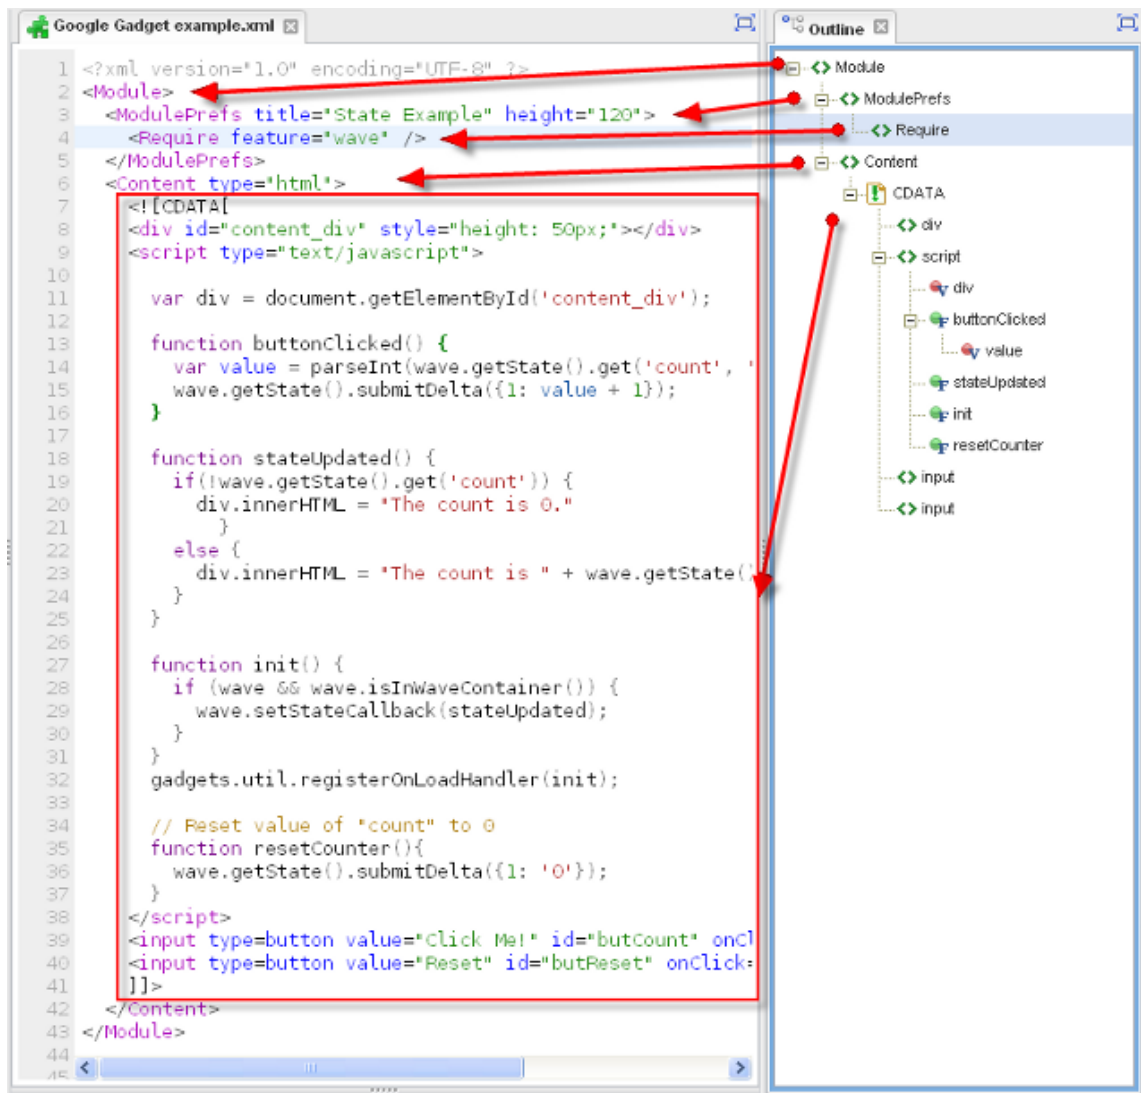 Google Gadget example.xml
1 <?xml version="1.0" encoding="UTF-8" ?>
2 <Module>
3 <ModulePrefs title="State Example" height="120">
4 <Require feature="wave" />
5 </ModulePrefs>
6 <Content type="html">
7 <![CDATA[
8 <div id="content_div" style="height: 50px;"></div>
9 <script type="text/javascript">
10
11 var div = document.getElementById('content_div');
12
13 function buttonClicked() {
14 var value = parseInt(wave.getState().get('count', '
15 wave.getState().submitDelta({1: value + 1});
16 }
17
18 function stateUpdated() {
19 if(!wave.getState().get('count')) {
20 div.innerHTML = "The count is 0."
21 }
22 else {
23 div.innerHTML = "The count is " + wave.getState()
24 }
25 }
26
27 function init() {
28 if (wave && wave.isInWaveContainer()) {
29 wave.setStateCallback(stateUpdated);
30 }
31 }
32 gadgets.util.registerOnLoadHandler(init);
33
34 // Reset value of "count" to 0
35 function resetCounter(){
36 wave.getState().submitDelta({1: '0'});
37 }
38 </script>
39 <input type=button value="Click Me!" id="butCount" onCl
40 <input type=button value="Reset" id="butReset" onClick=
41 ]]>
42 </Content>
43 </Module>
44
45
Outline
Module
ModulePrefs
Require
Content
CDATA
div
script
div
buttonClicked
value
stateUpdated
init
resetCounter
input
input